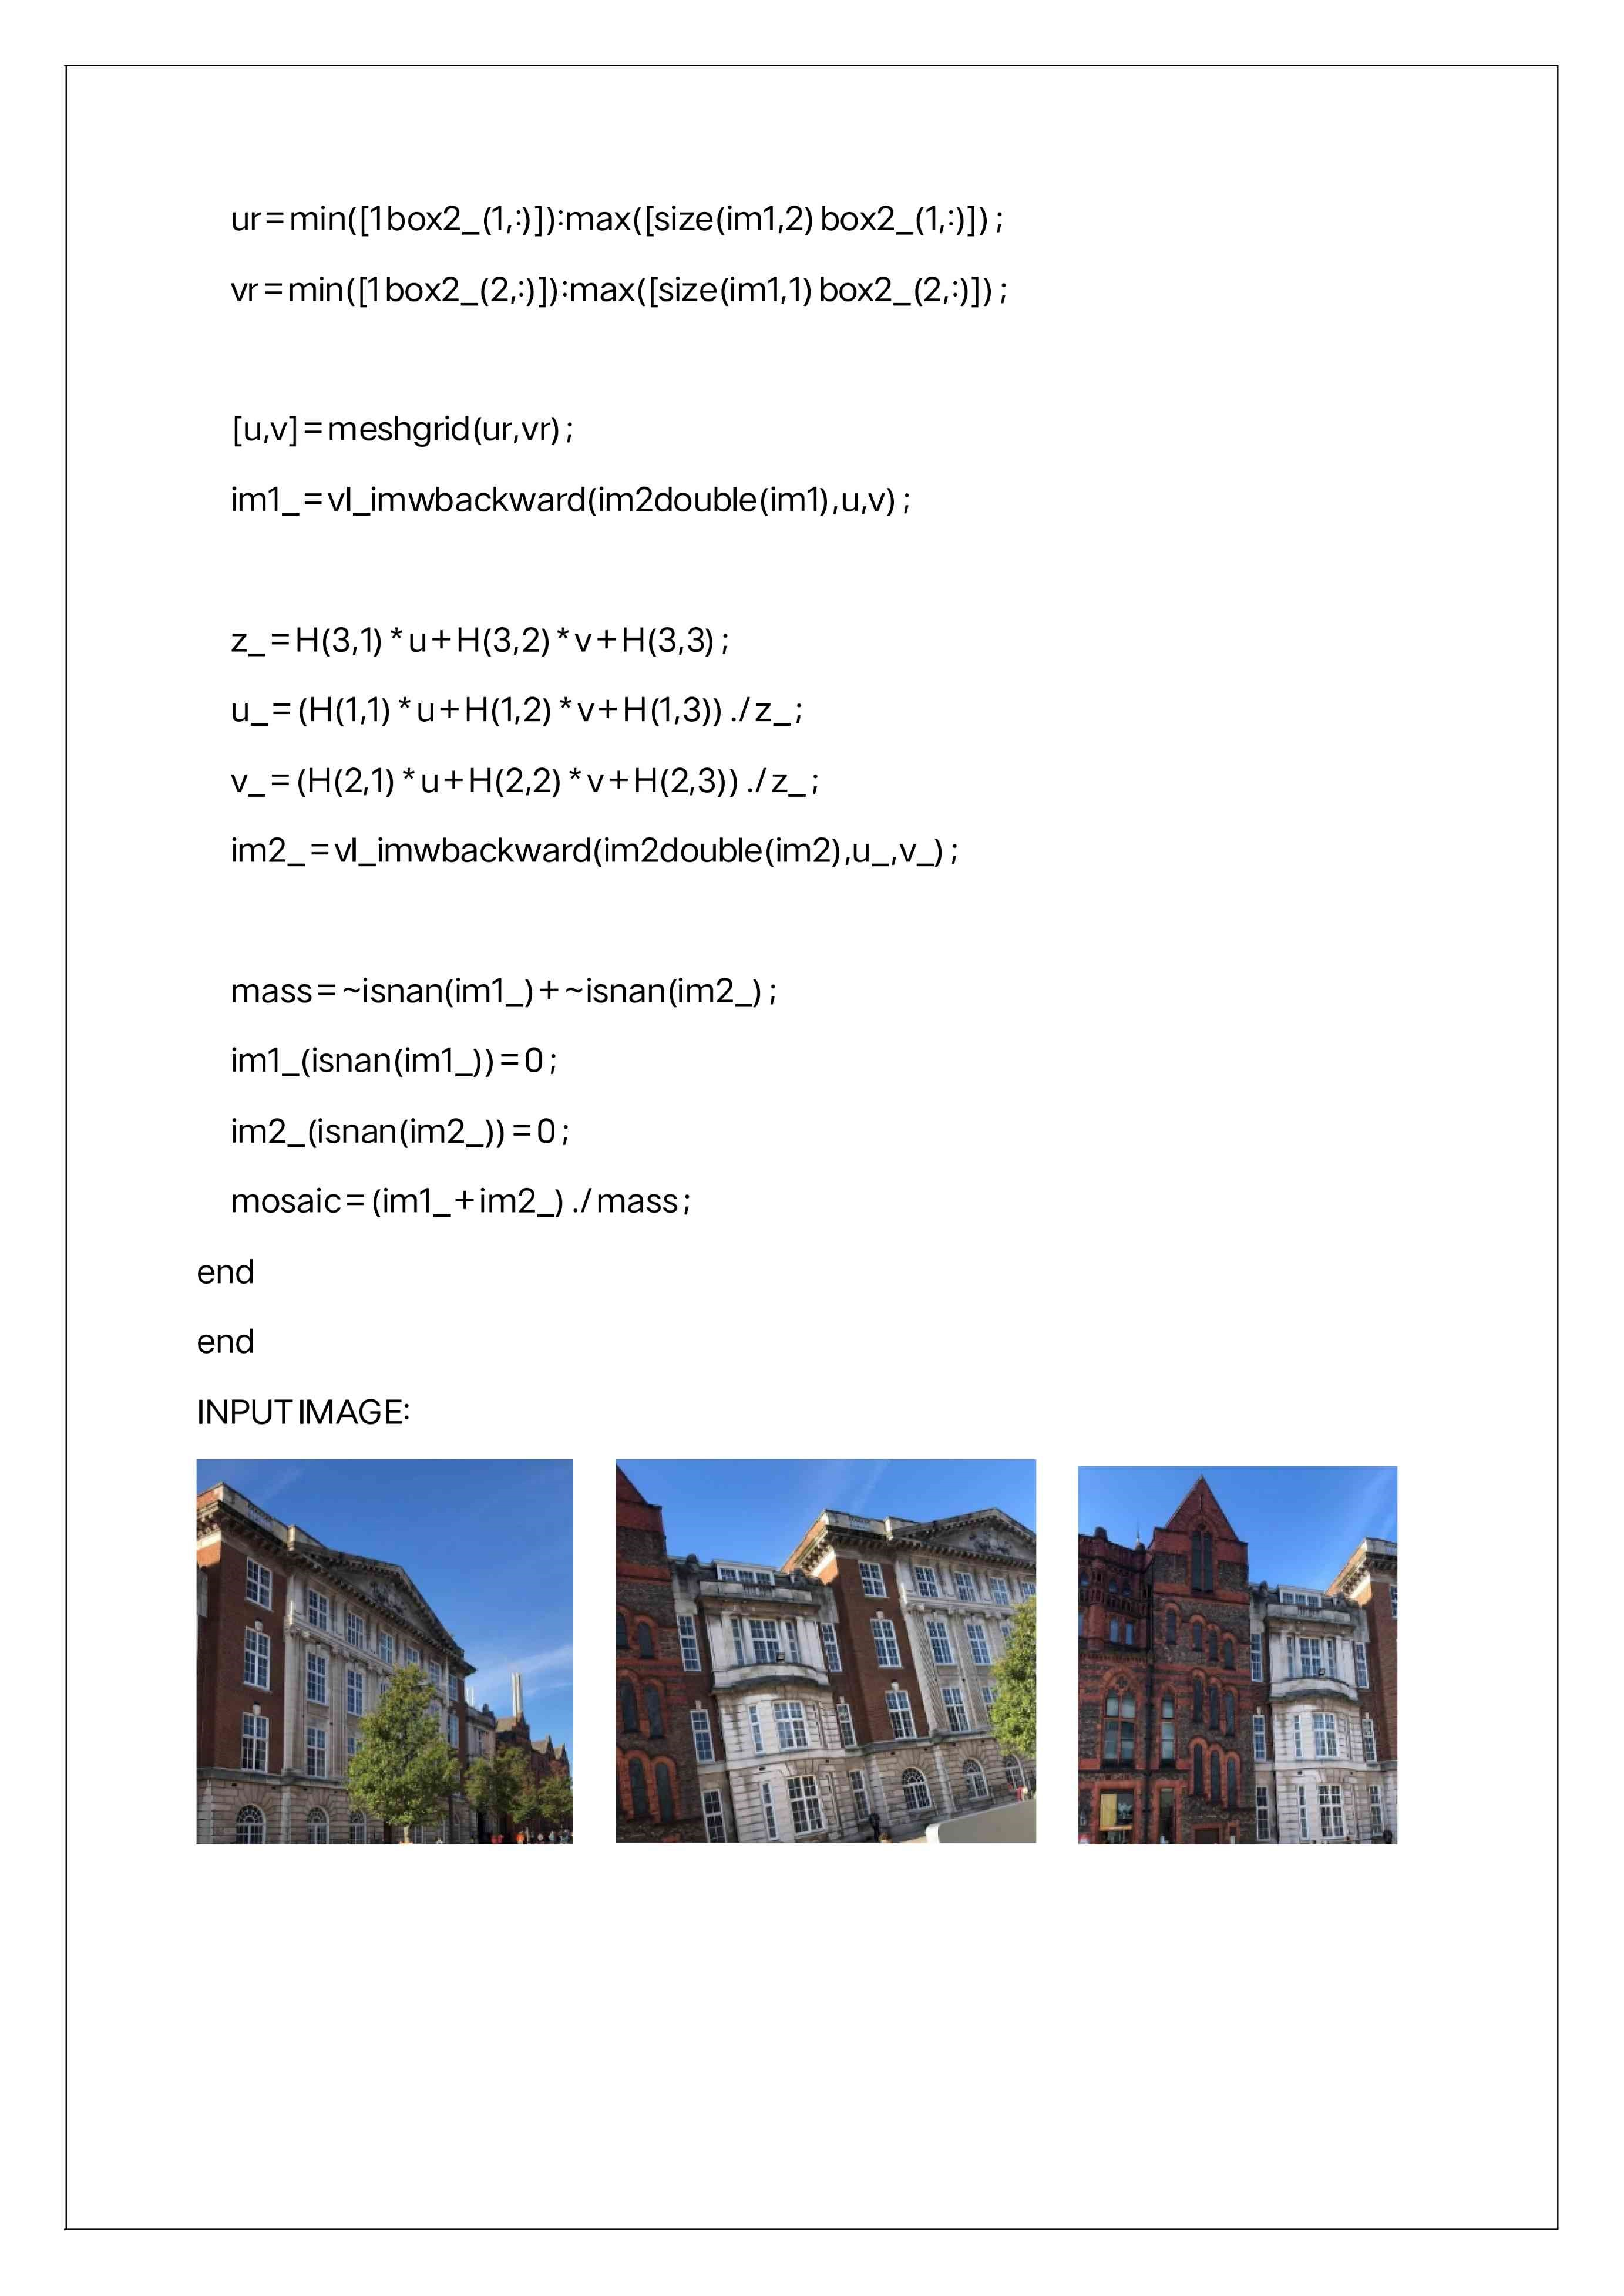 ur=min([1 box2_(1,:)]):max([size(im1,2) box2_(1,:)]) ;
vr=min([1 box2_(2,:)]):max([size(im1,1) box2_(2,:)]) ;
[u,v]=meshgrid(ur,vr) ;
im1_=vl_imwbackward(im2double(im1),u,v) ;
z_=H(3,1)*u+H(3,2)*v+H(3,3) ;
u_=(H(1,1)*u+H(1,2)*v+H(1,3))./z_ ;
v_=(H(2,1)*u+H(2,2)*v+H(2,3))./z_ ;
im2_=vl_imwbackward(im2double(im2),u_,v_) ;
mass=~isnan(im1_)+~isnan(im2_) ;
im1_(isnan(im1_))=0 ;
im2_(isnan(im2_))=0 ;
mosaic=(im1_+im2_)./mass ;
end
end
INPUT IMAGE: